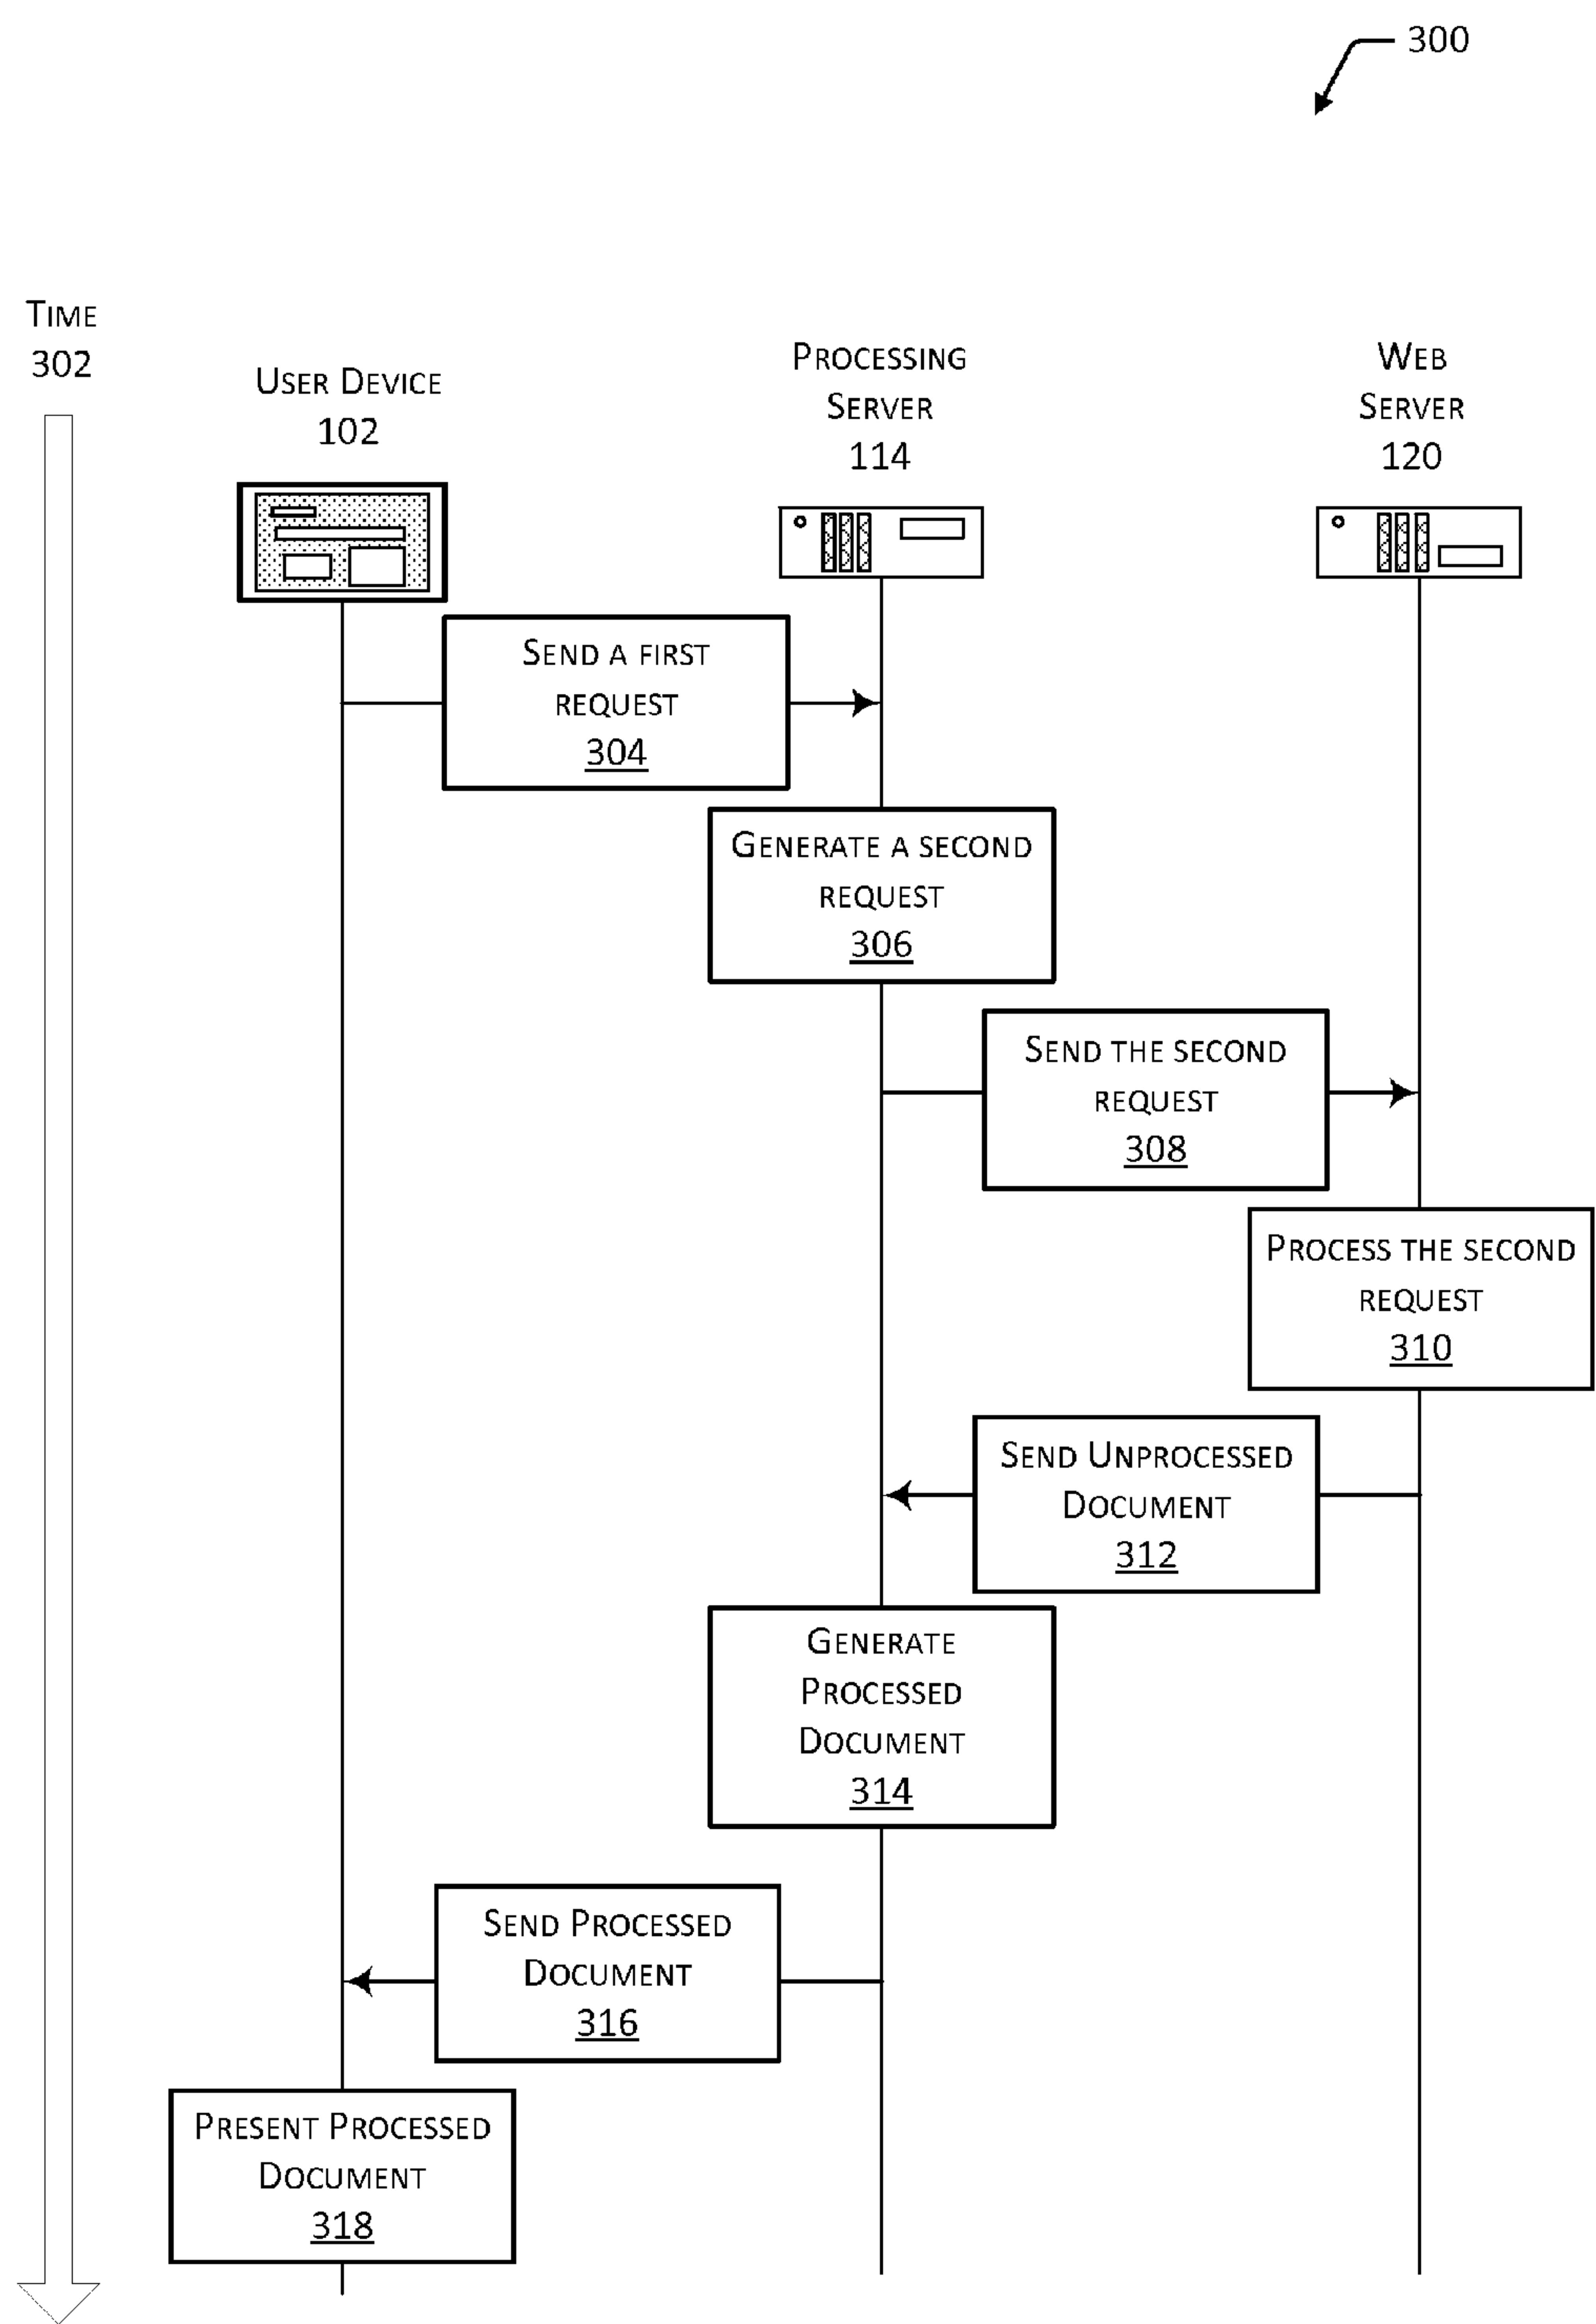 300
Time
302
User Device
102
Processing
Server
114
Web
Server
120
Send a first
request
304
Generate a second
request
306
Send the second
request
308
Process the second
request
310
Send Unprocessed
Document
312
Generate
Processed
Document
314
Send Processed
Document
316
Present Processed
Document
318